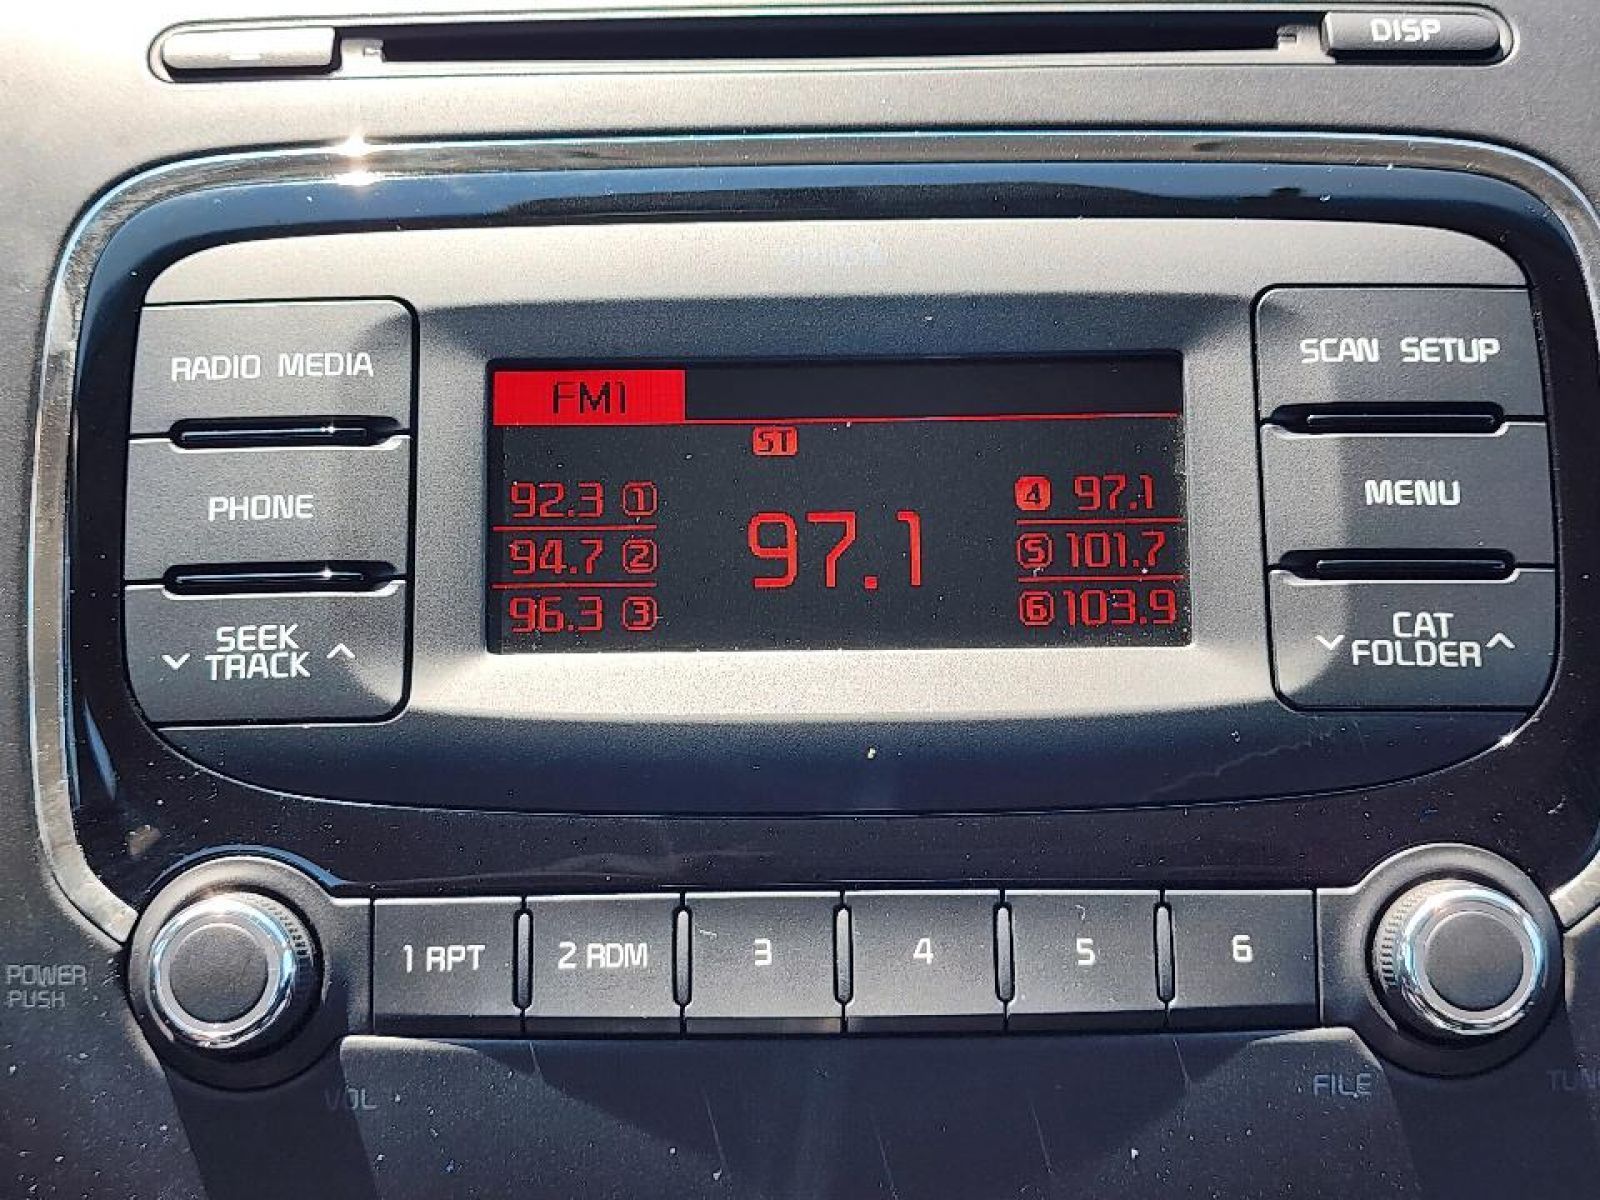 DISP
RADIO MEDIA
PHONE
SEEK
TRACK
FM1
ST
92.3 1
94.7 2
96.3 3
97.1
4 97.1
5 101.7
6 103.9
SCAN SETUP
MENU
CAT
FOLDER
POWER
PUSH
VOL
1 RPT
2 RDM
3
4
5
6
FILE